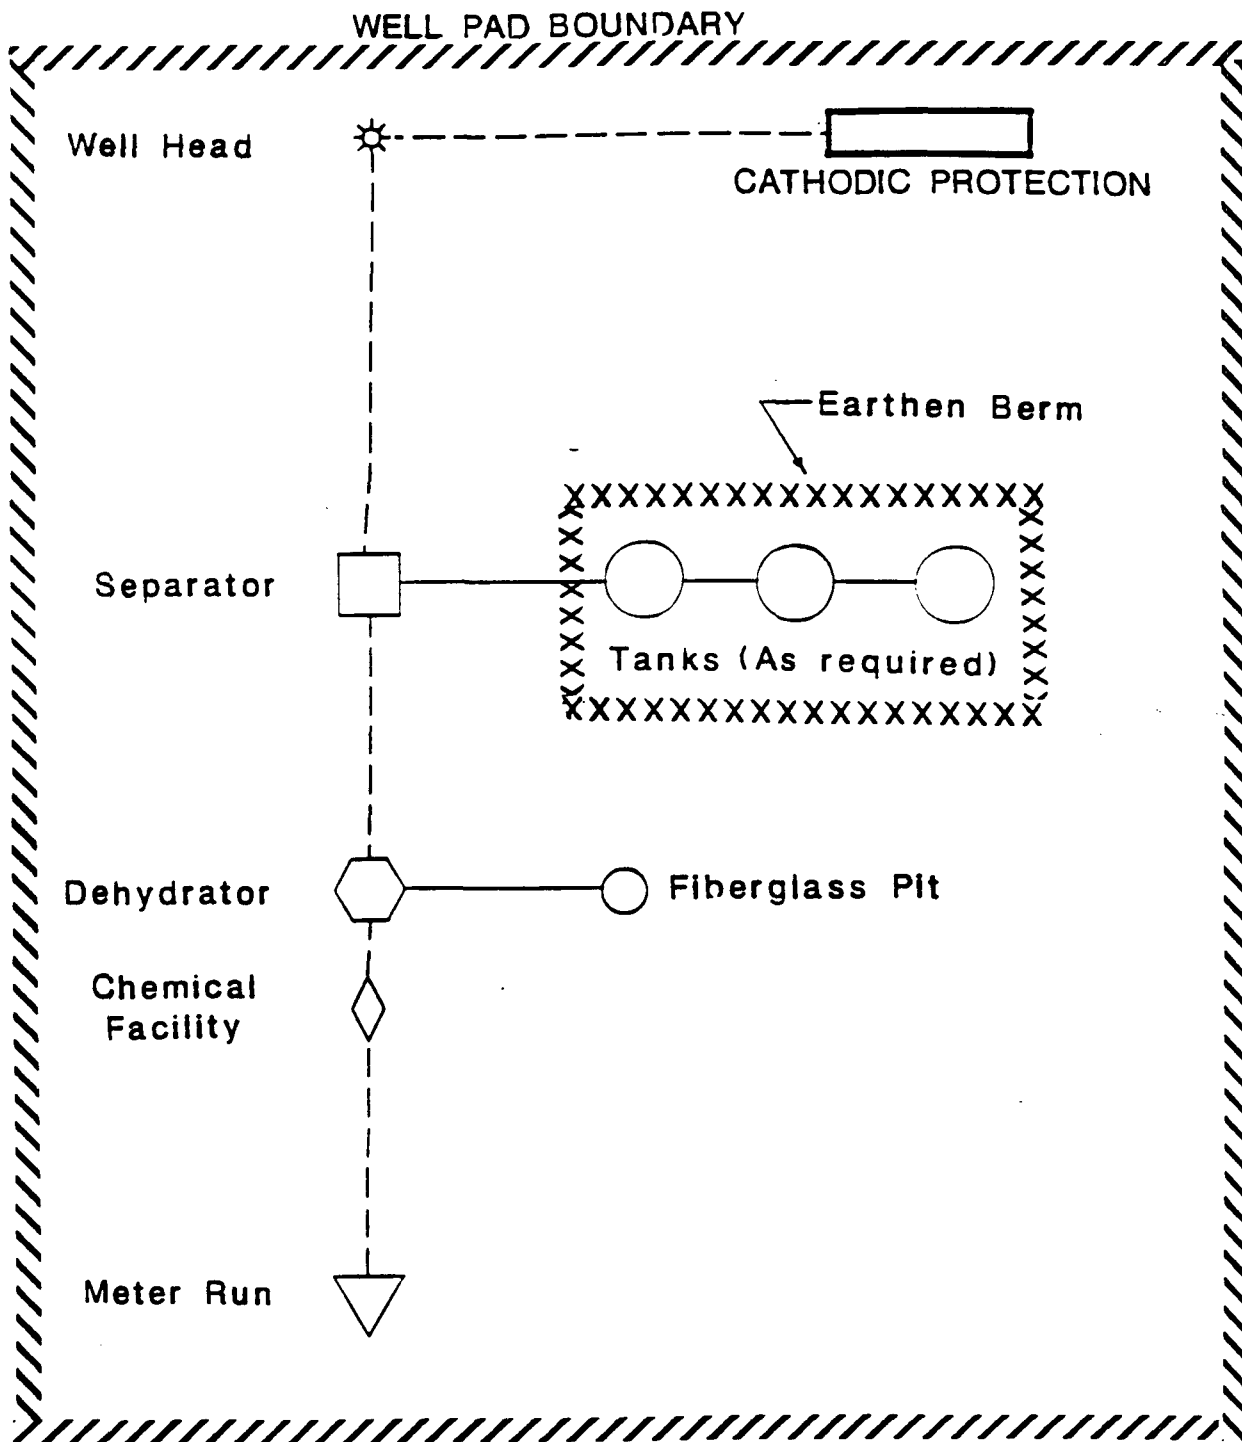 WELL PAD BOUNDARY
Well Head
CATHODIC PROTECTION
Earthen Berm
Separator
Tanks (As required)
Dehydrator
Fiberglass Pit
Chemical
Facility
Meter Run